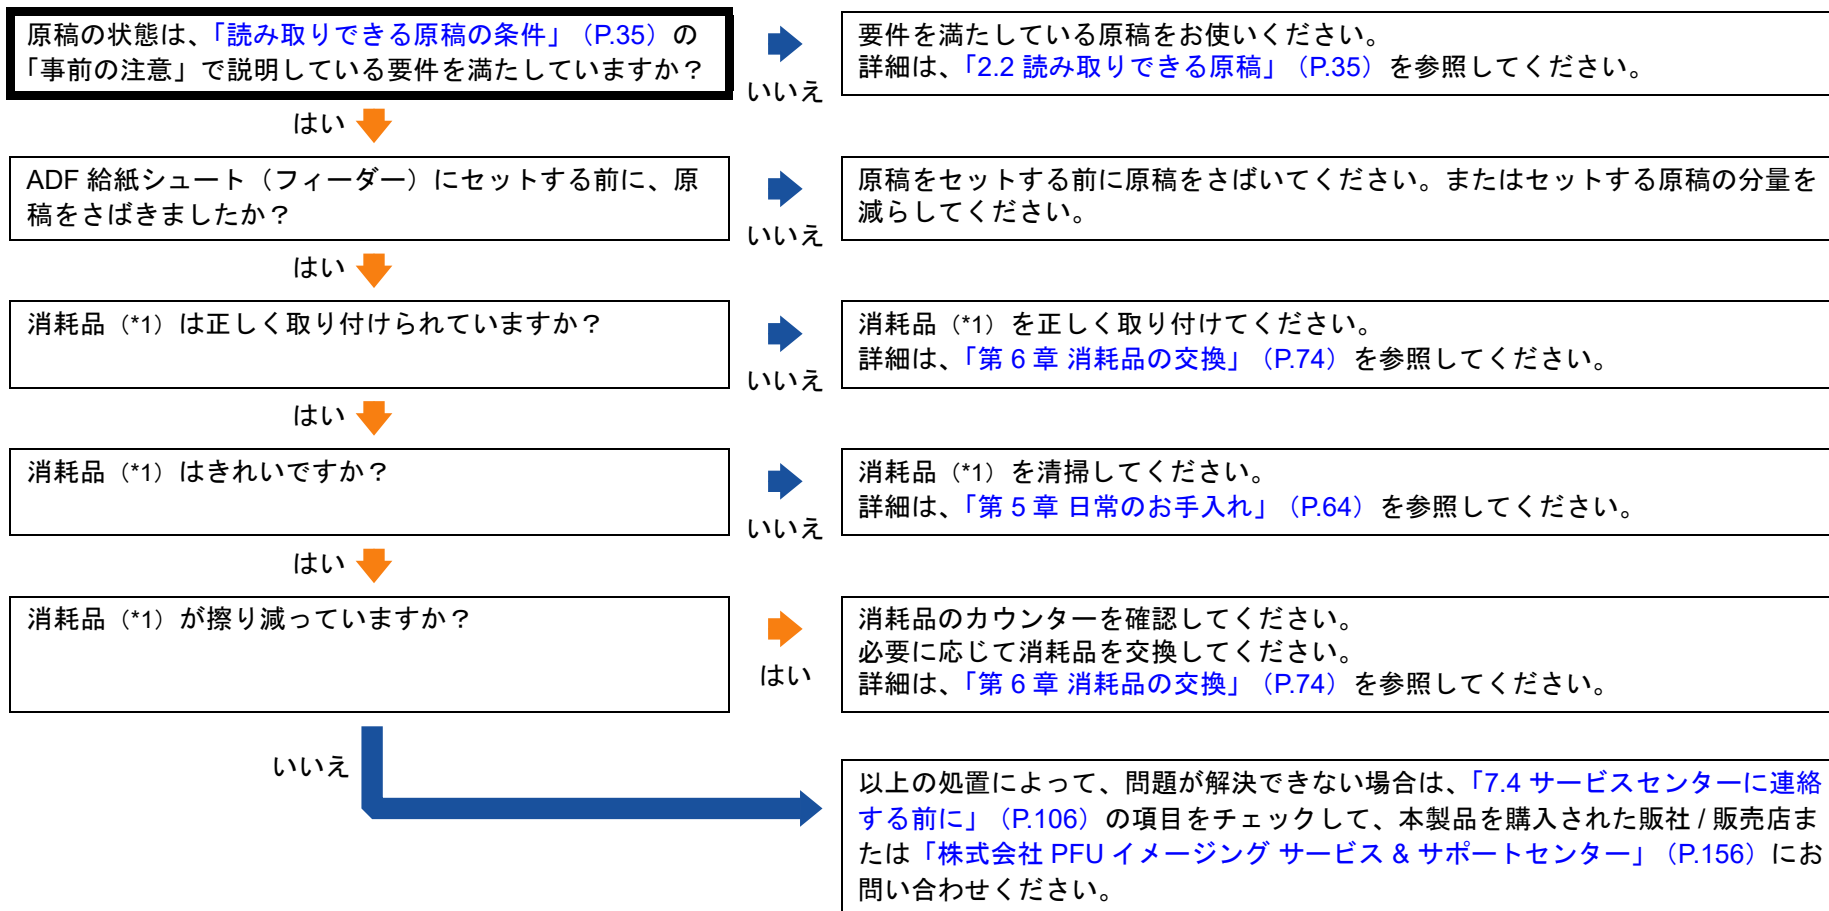 原稿の状態は、「読み取りできる原稿の条件」（P.35）の
「事前の注意」で説明している要件を満たしていますか？
いいえ
要件を満たしている原稿をお使いください。
詳細は、「2.2 読み取りできる原稿」（P.35）を参照してください。
はい
ADF 給紙シュート（フィーダー）にセットする前に、原
稿をさばきましたか？
いいえ
原稿をセットする前に原稿をさばいてください。またはセットする原稿の分量を
減らしてください。
はい
消耗品（*1）は正しく取り付けられていますか？
いいえ
消耗品（*1）を正しく取り付けてください。
詳細は、「第 6 章 消耗品の交換」（P.74）を参照してください。
はい
消耗品（*1）はきれいですか？
いいえ
消耗品（*1）を清掃してください。
詳細は、「第 5 章 日常のお手入れ」（P.64）を参照してください。
はい
消耗品（*1）が擦り減っていますか？
はい
消耗品のカウンターを確認してください。
必要に応じて消耗品を交換してください。
詳細は、「第 6 章 消耗品の交換」（P.74）を参照してください。
いいえ
以上の処置によって、問題が解決できない場合は、「7.4 サービスセンターに連絡
する前に」（P.106）の項目をチェックして、本製品を購入された販社 / 販売店ま
たは「株式会社 PFU イメージング サービス & サポートセンター」（P.156）にお
問い合わせください。